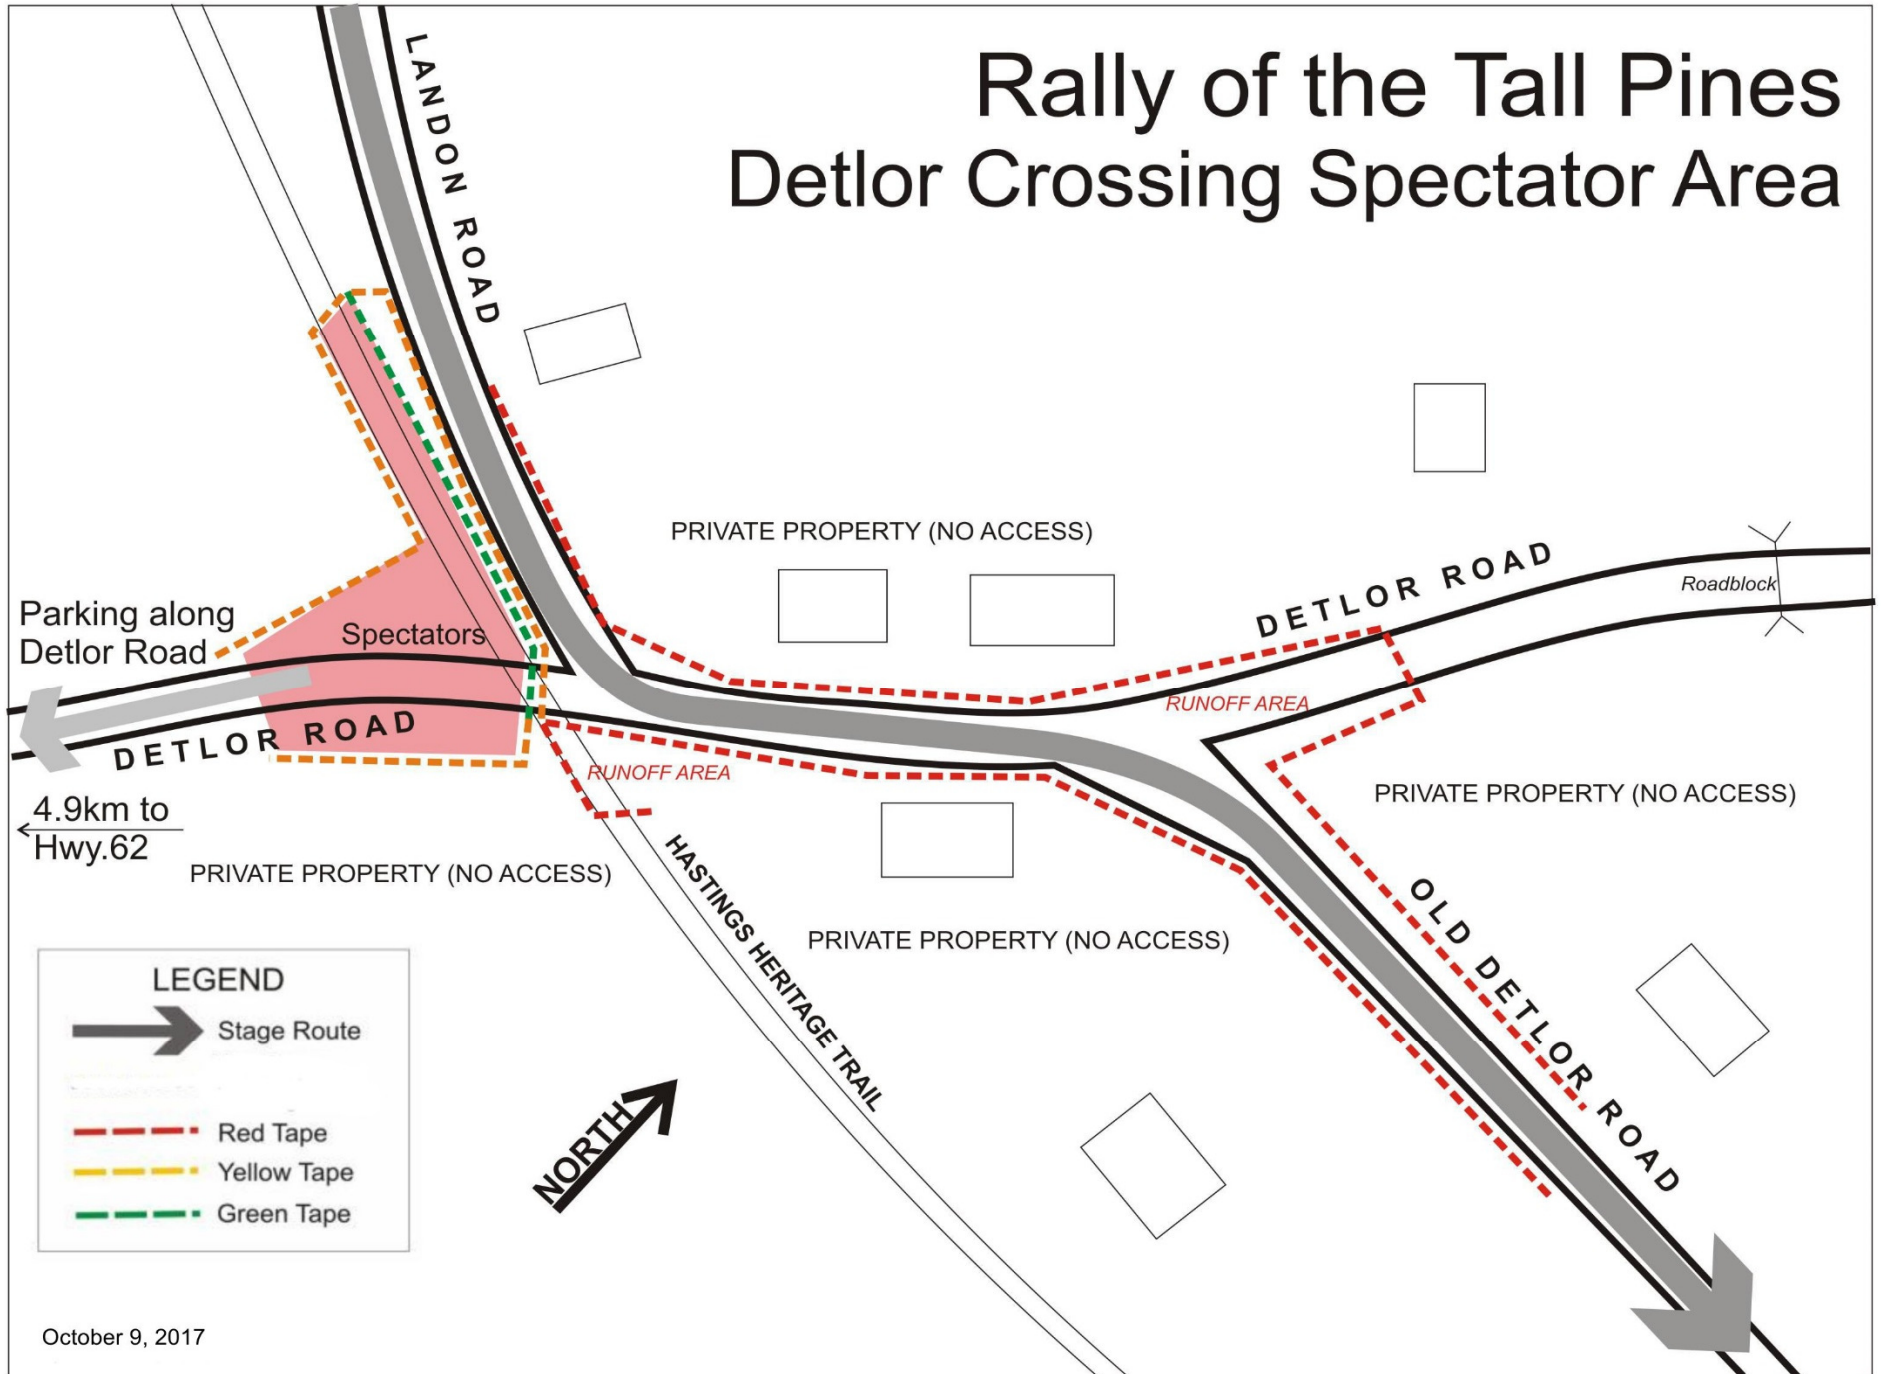 Rally of the Tall Pines
Detlor Crossing Spectator Area
LANDON ROAD
PRIVATE PROPERTY (NO ACCESS)
DETLOR ROAD
Roadblock
Parking along
Detlor Road
Spectators
RUNOFF AREA
DETLOR ROAD
RUNOFF AREA
PRIVATE PROPERTY (NO ACCESS)
4.9km to
Hwy.62
PRIVATE PROPERTY (NO ACCESS)
HASTINGS HERITAGE TRAIL
OLD DETLOR ROAD
PRIVATE PROPERTY (NO ACCESS)
LEGEND
Stage Route
Red Tape
Yellow Tape
Green Tape
NORTH
October 9, 2017